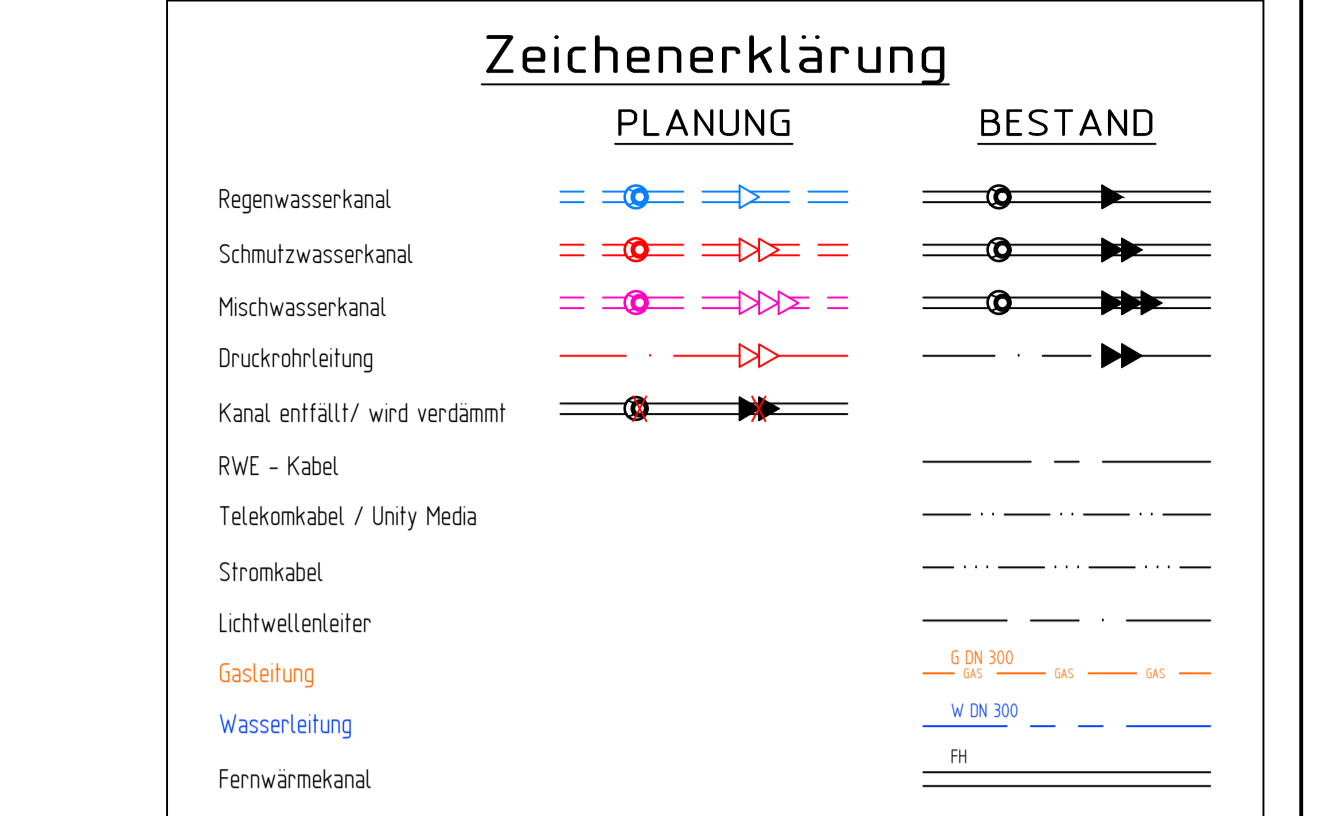 Zeichenerklärung
PLANUNG BESTAND
Regenwasserkanal
Schmutzwasserkanal
Mischwasserkanal
Druckrohrleitung
Kanal entfällt/ wird verdämmt
RWE - Kabel
Telekomkabel / Unity Media
Stromkabel
Lichtwellenleiter
G DN 300
Gasleitung GAS GAS GAS
W DN 300
Wasserleitung
FH
Fernwärmekanal